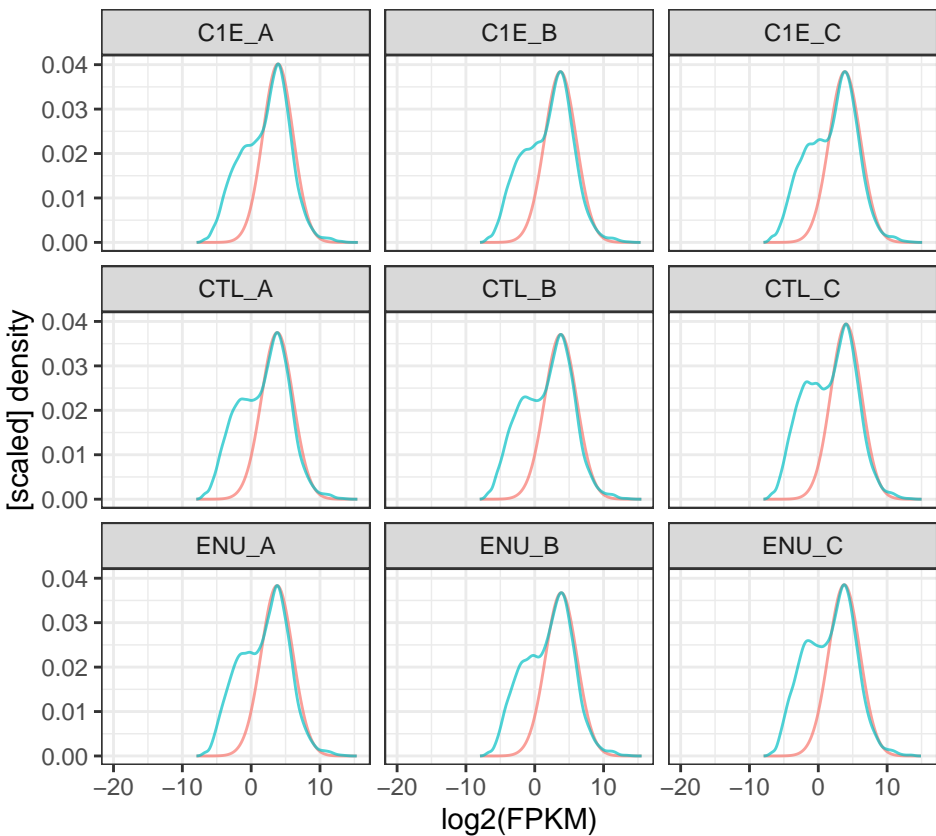 C1E_A C1E_B C1E_C
0.04
0.03
0.02
0.01
0.00
CTL_A CTL_B CTL_C
0.04
0.03
0.02
0.01
0.00
ENU_A ENU_B ENU_C
0.04
0.03
0.02
0.01
0.00
[scaled] density
−20 −10 0 10 −20 −10 0 10 −20 −10 0 10
log2(FPKM)